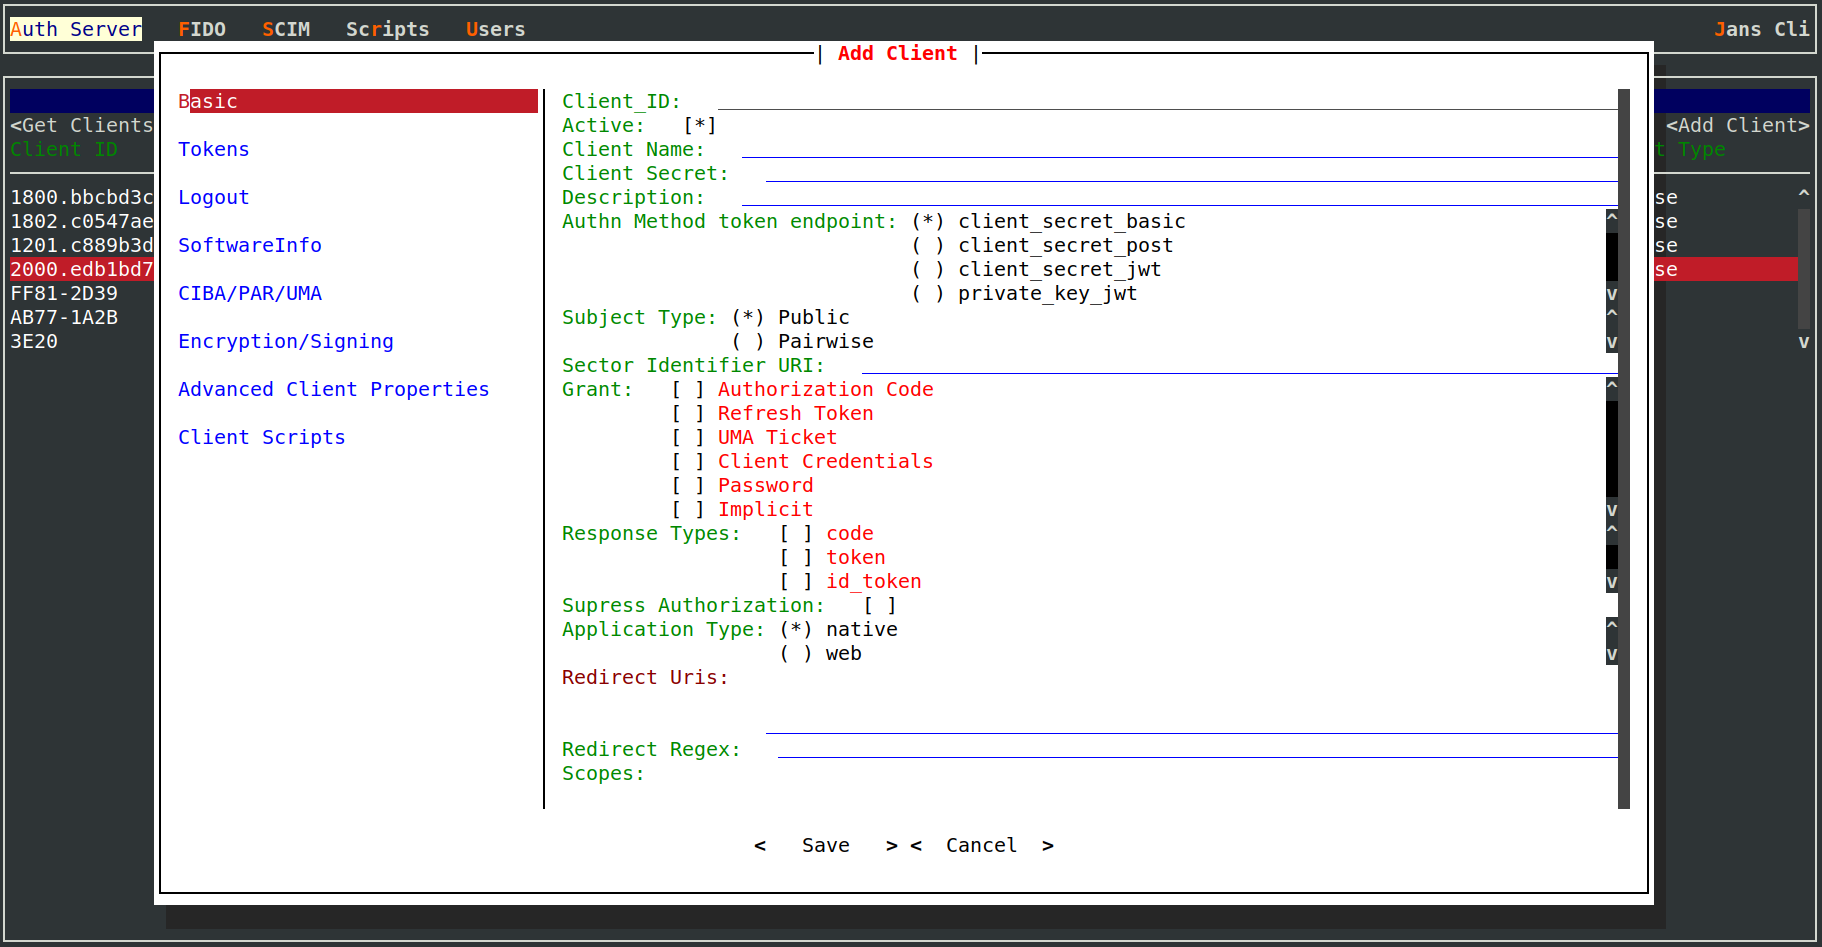 Auth Server FIDO SCIM Scripts Users Jans Cli
| Add Client |
<Get Clients
Client ID
1800.bbcbd3c
1802.c0547ae
1201.c889b3d
2000.edb1bd7
FF81-2D39
AB77-1A2B
3E20
Basic
Tokens
Logout
SoftwareInfo
CIBA/PAR/UMA
Encryption/Signing
Advanced Client Properties
Client Scripts
Client_ID:
Active: [*]
Client Name:
Client Secret:
Description:
Authn Method token endpoint: (*) client_secret_basic
( ) client_secret_post
( ) client_secret_jwt
( ) private_key_jwt
Subject Type: (*) Public
( ) Pairwise
Sector Identifier URI:
Grant: [ ] Authorization Code
[ ] Refresh Token
[ ] UMA Ticket
[ ] Client Credentials
[ ] Password
[ ] Implicit
Response Types: [ ] code
[ ] token
[ ] id_token
Supress Authorization: [ ]
Application Type: (*) native
( ) web
Redirect Uris:
Redirect Regex:
Scopes:
< Save > < Cancel >
<Add Client>
t Type
se
se
se
se